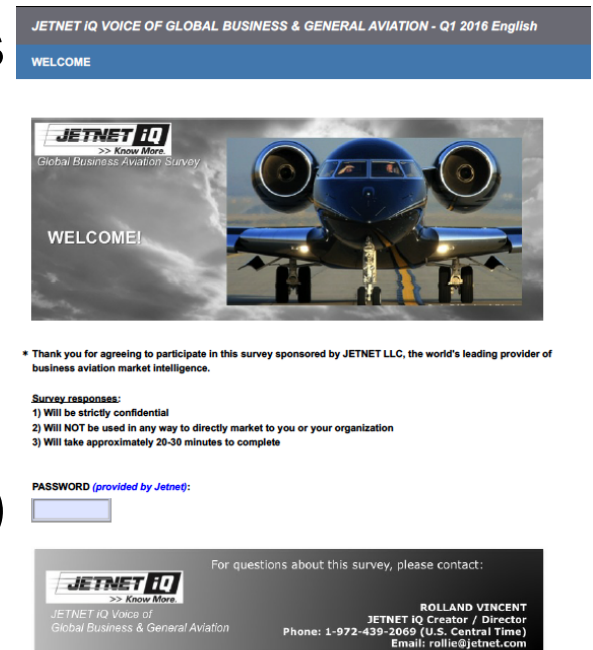 JETNET iQ VOICE OF GLOBAL BUSINESS & GENERAL AVIATION - Q1 2016 English
WELCOME
JETNET iQ
>> Know More.
Global Business Aviation Survey
WELCOME!
* Thank you for agreeing to participate in this survey sponsored by JETNET LLC, the world's leading provider of
business aviation market intelligence.
Survey responses:
1) Will be strictly confidential
2) Will NOT be used in any way to directly market to you or your organization
3) Will take approximately 20-30 minutes to complete
PASSWORD (provided by Jetnet):
For questions about this survey, please contact:
JETNET iQ
>> Know More.
JETNET iQ Voice of
Global Business & General Aviation
ROLLAND VINCENT
JETNET iQ Creator / Director
Phone: 1-972-439-2069 (U.S. Central Time)
Email: rollie@jetnet.com